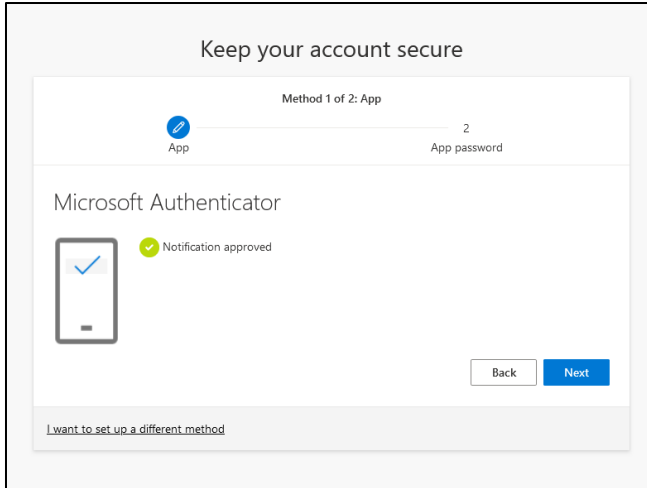 Keep your account secure
Method 1 of 2: App
App
2
App password
Microsoft Authenticator
Notification approved
Back
Next
I want to set up a different method